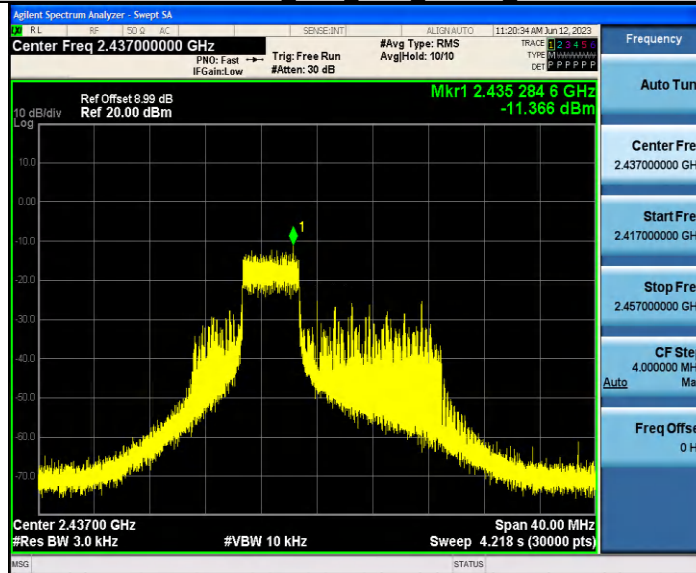 Agilent Spectrum Analyzer - Swept SA
RL RF 50 Ω AC SENSE:INT ALIGN AUTO 11:20:34 AM Jun 12, 2023
Center Freq 2.437000000 GHz
PNO: Fast
IFGain:Low
Trig: Free Run
#Atten: 30 dB
#Avg Type: RMS
Avg|Hold: 10/10
TRACE 1 2 3 4 5 6
TYPE M
DET P P P P P P
Ref Offset 8.99 dB
10 dB/div Ref 20.00 dBm
Log
Mkr1 2.435 284 6 GHz
-11.366 dBm
1
10.0
0.00
-10.0
-20.0
-30.0
-40.0
-50.0
-60.0
-70.0
Center 2.43700 GHz Span 40.00 MHz
#Res BW 3.0 kHz #VBW 10 kHz Sweep 4.218 s (30000 pts)
MSG STATUS
Frequency
Auto Tun
Center Fre
2.437000000 GH
Start Fre
2.417000000 GH
Stop Fre
2.457000000 GH
CF Ste
4.000000 MH
Auto Ma
Freq Offse
0 H